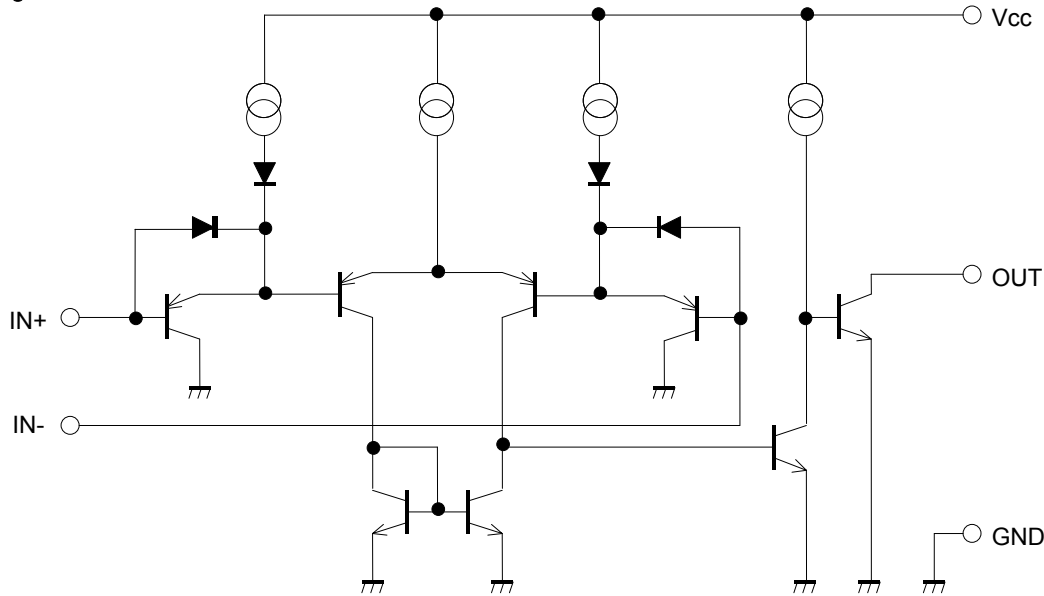 Vcc
OUT
IN+
IN-
GND